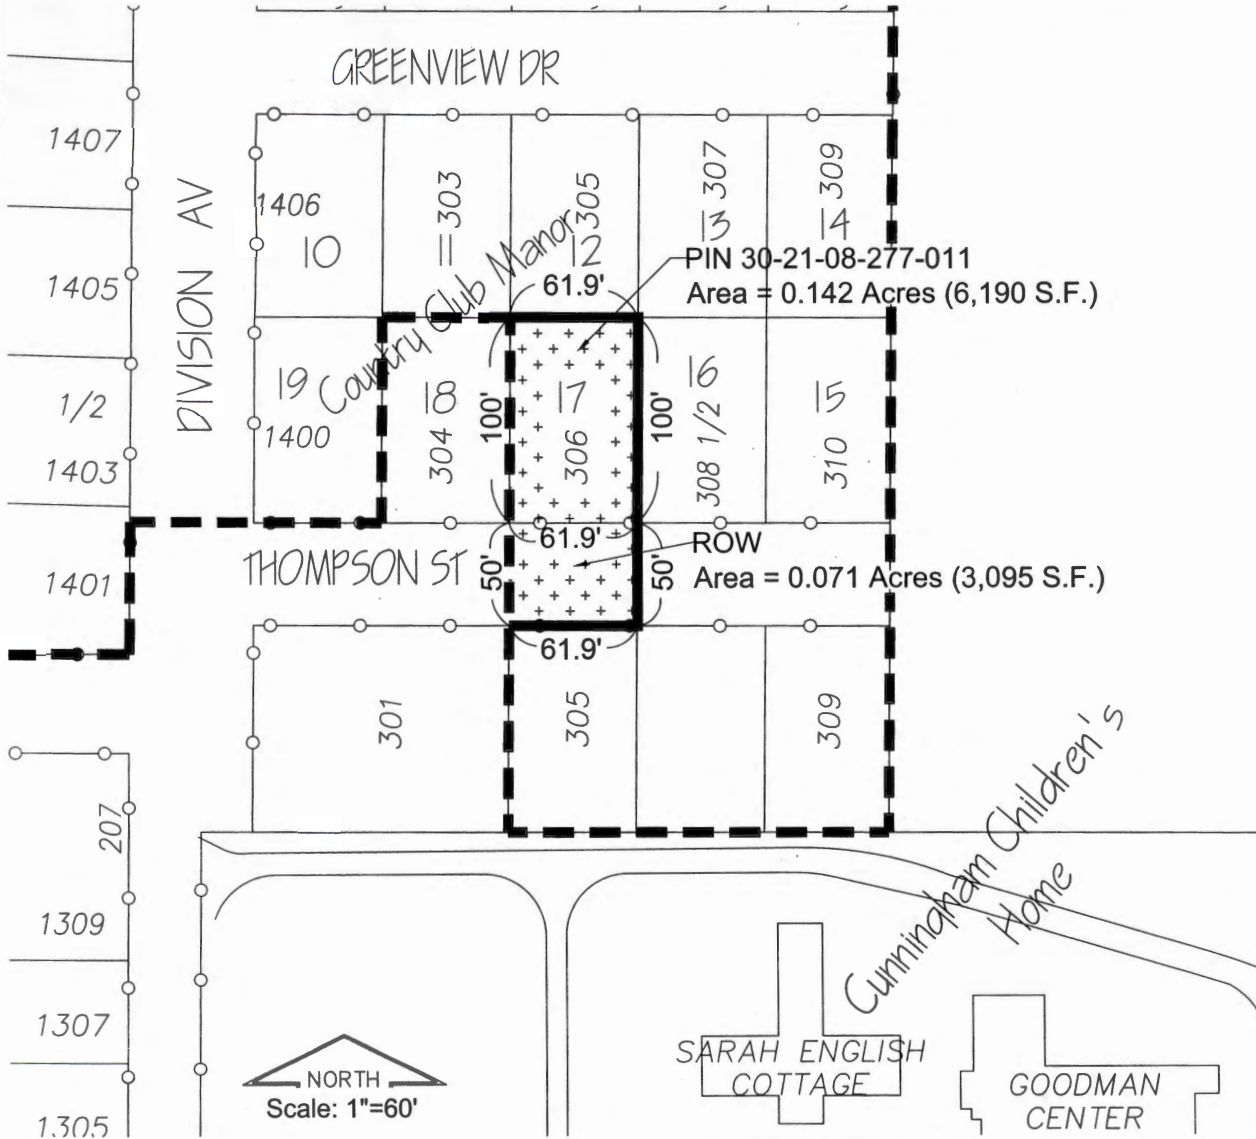 GREENVIEW DR
1407
DIVISION AV
1406
10
303
11
305
12
307
13
309
14
Country Club Manor
1405
PIN 30-21-08-277-011
Area = 0.142 Acres (6,190 S.F.)
61.9'
1/2
1403
19
1400
18
304
100'
17
306
100'
16
308 1/2
15
310
THOMPSON ST
61.9'
50'
50'
ROW
Area = 0.071 Acres (3,095 S.F.)
1401
61.9'
301
305
309
Cunningham Children's
Home
207
1309
1307
1305
NORTH
Scale: 1"=60'
SARAH ENGLISH
COTTAGE
GOODMAN
CENTER